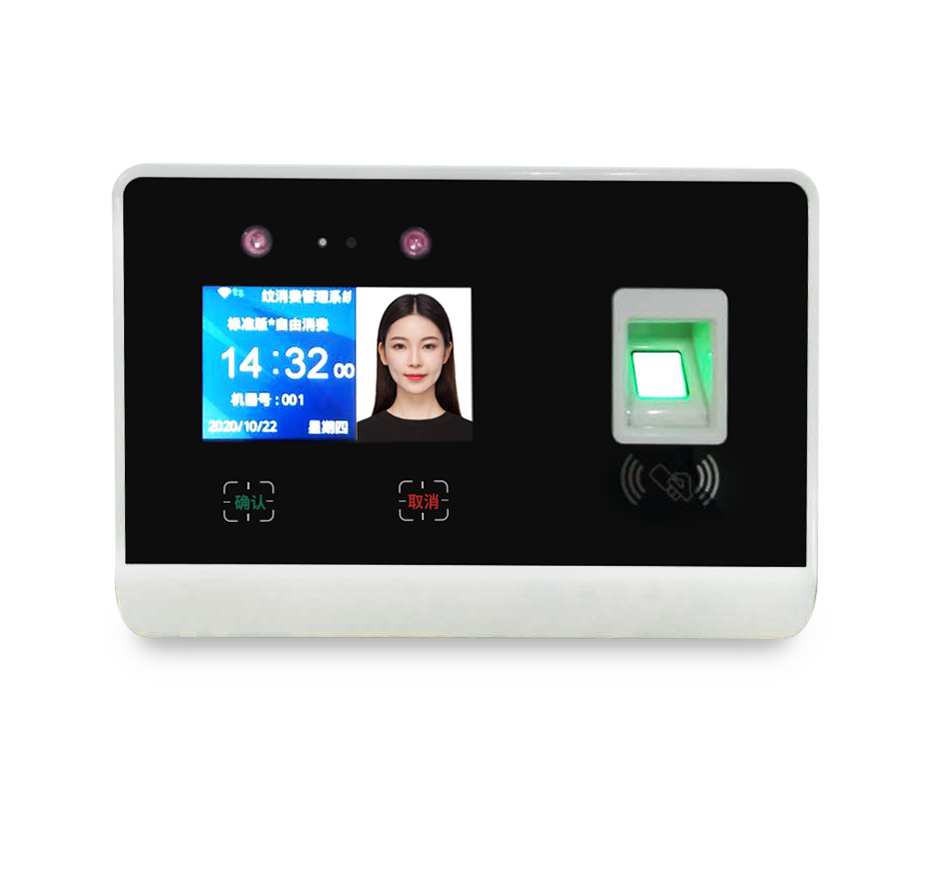 纹消费管理系统
标准版*自由消费
14:32 00
机器号:001
2020/10/22 星期四
确认
取消